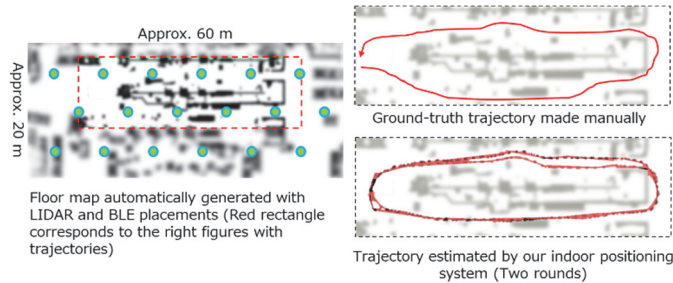 Approx. 60 m
Approx. 20 m
Floor map automatically generated with
LIDAR and BLE placements (Red rectangle
corresponds to the right figures with
trajectories)
Ground-truth trajectory made manually
Trajectory estimated by our indoor positioning
system (Two rounds)